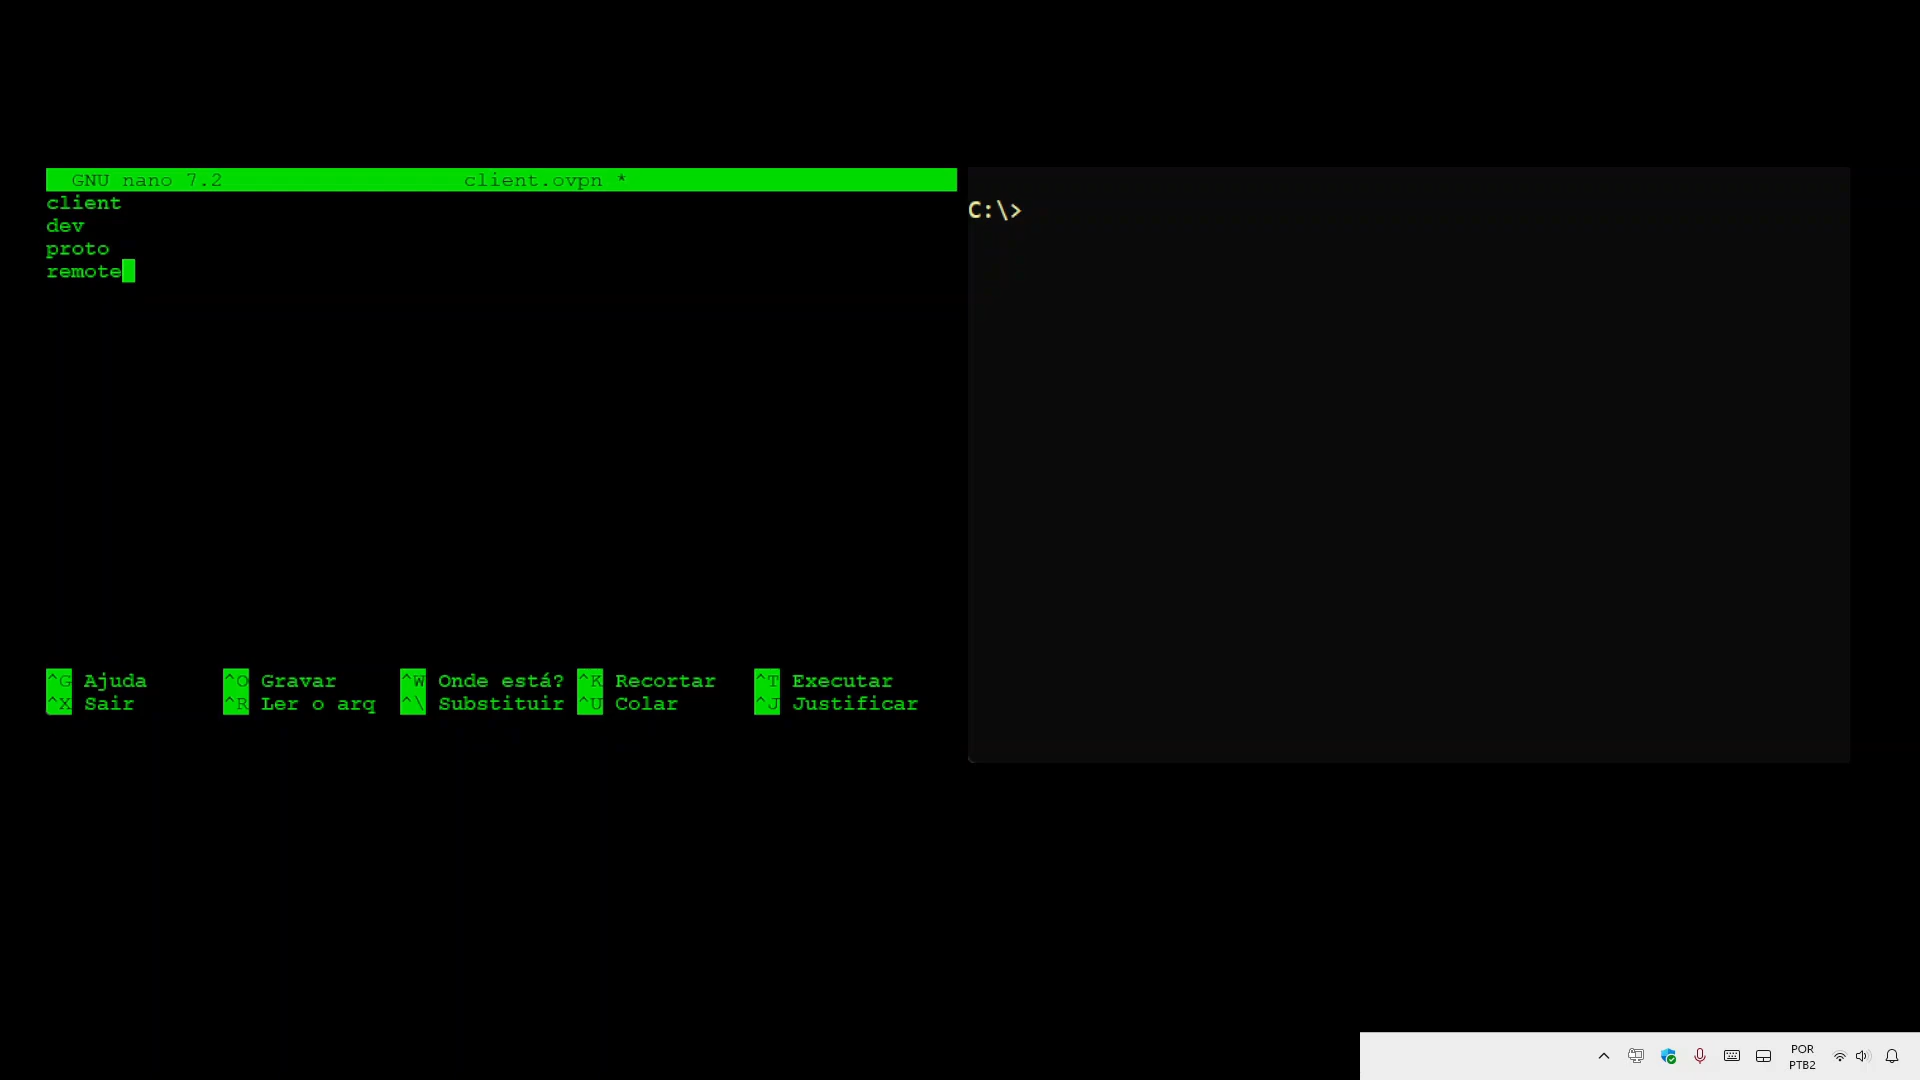 GNU nano 7.2 client.ovpn *
client
dev
proto
remote
^G Ajuda ^O Gravar ^W Onde está? ^K Recortar ^T Executar
^X Sair ^R Ler o arq ^\ Substituir ^U Colar ^J Justificar
C:\>
POR
PTB2